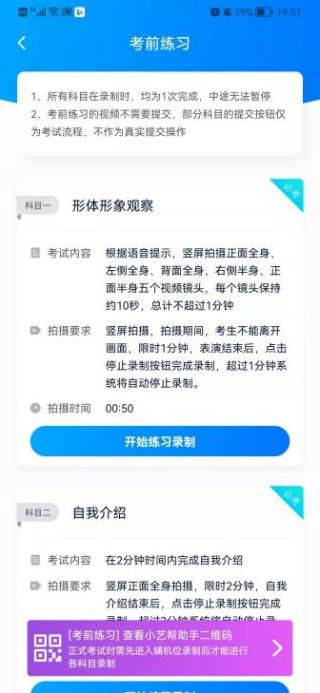 59% 19:51
考前练习
1、所有科目在录制时，均为1次完成，中途无法暂停
2、考前练习的视频不需要提交，部分科目的提交按钮仅
为考试流程，不作为真实提交操作
必考
科目一 形体形象观察
考试内容 根据语音提示，竖屏拍摄正面全身、
左侧全身、背面全身、右侧半身、正
面半身五个视频镜头，每个镜头保持
约10秒，总计不超过1分钟
拍摄要求 竖屏拍摄，拍摄期间，考生不能离开
画面，限时1分钟，表演结束后，点击
停止录制按钮完成录制，超过1分钟系
统将自动停止录制。
拍摄时间 00:50
开始练习录制
必考
科目二 自我介绍
考试内容 在2分钟时间内完成自我介绍
拍摄要求 竖屏正面全身拍摄，限时2分钟，自我
介绍结束后，点击停止录制按钮完成
录制，超过2分钟系统将自动停止录
[考前练习] 查看小艺帮助手二维码
正式考试时需先进入辅机位录制后才能进行
各科目录制